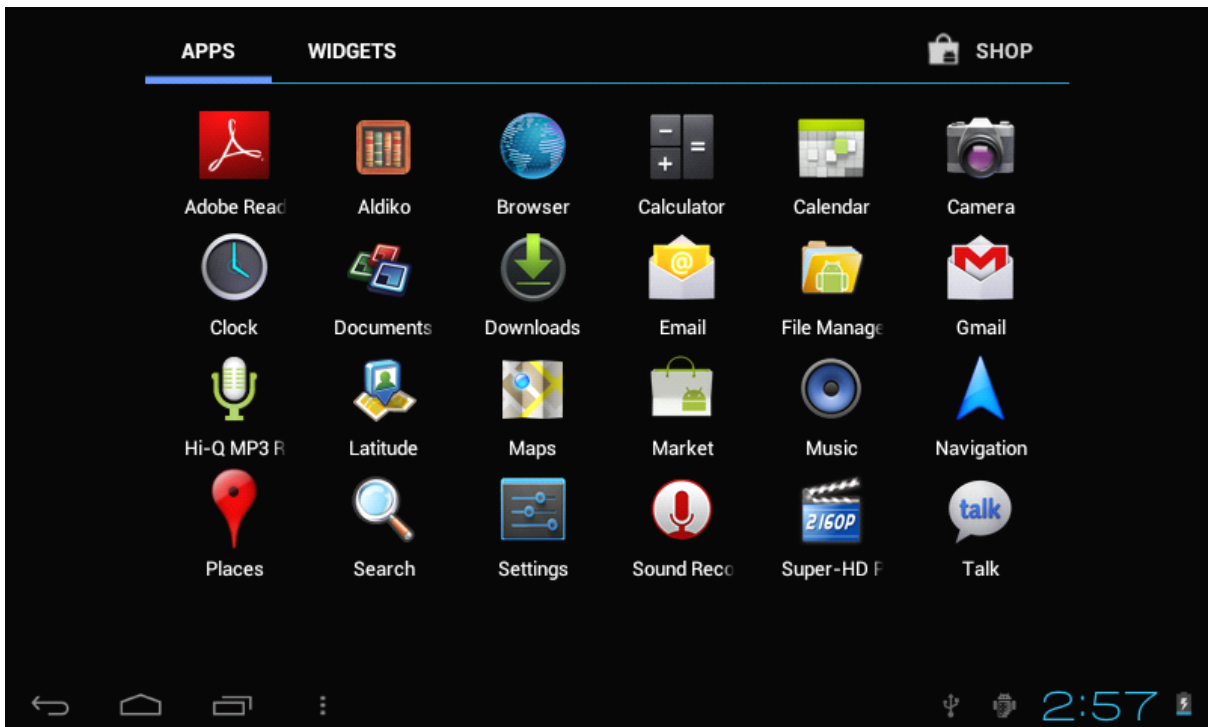 APPS WIDGETS SHOP
Adobe Read Aldiko Browser Calculator Calendar Camera
Clock Documents Downloads Email File Manage Gmail
Hi-Q MP3 R Latitude Maps Market Music Navigation
2160P talk
Places Search Settings Sound Reco Super-HD P Talk
2:57